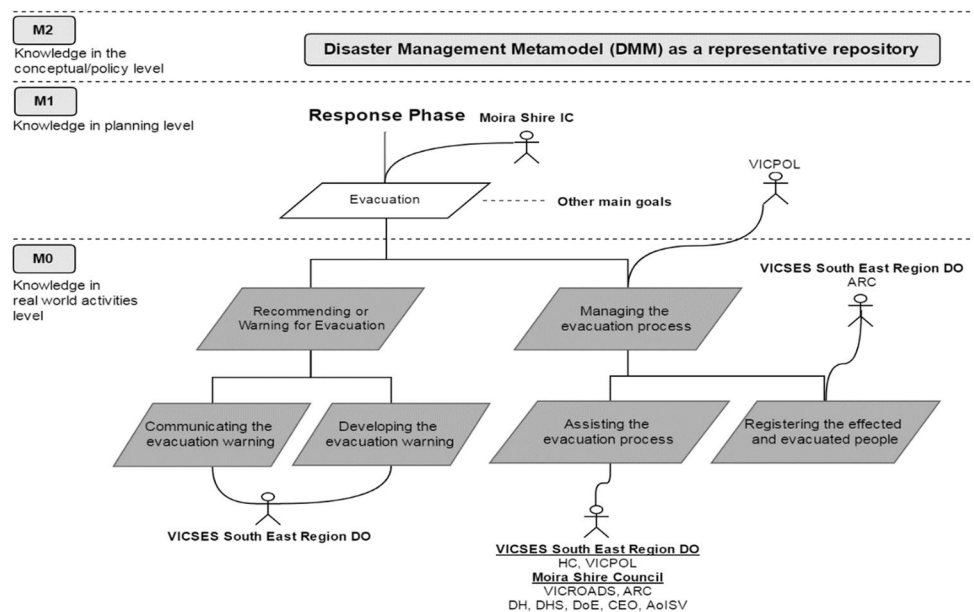 M2
Knowledge in the
conceptual/policy level
Disaster Management Metamodel (DMM) as a representative repository
M1
Knowledge in planning level
Response Phase
Moira Shire IC
VICPOL
Evacuation
Other main goals
M0
Knowledge in
real world activities
level
VICSES South East Region DO
ARC
Recommending or
Warning for Evacuation
Managing the
evacuation process
Communicating the
evacuation warning
Developing the
evacuation warning
Assisting the
evacuation process
Registering the effected
and evacuated people
VICSES South East Region DO
VICSES South East Region DO
HC, VICPOL
Moira Shire Council
VICROADS, ARC
DH, DHS, DoE, CEO, AoISV